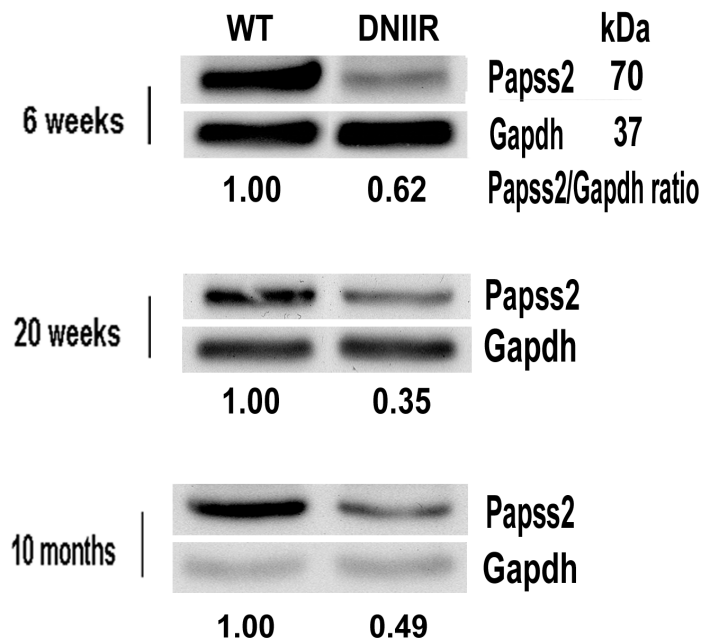 WT DNIIR kDa
Papss2 70
6 weeks
Gapdh 37
1.00 0.62 Papss2/Gapdh ratio
Papss2
20 weeks
Gapdh
1.00 0.35
Papss2
10 months
Gapdh
1.00 0.49